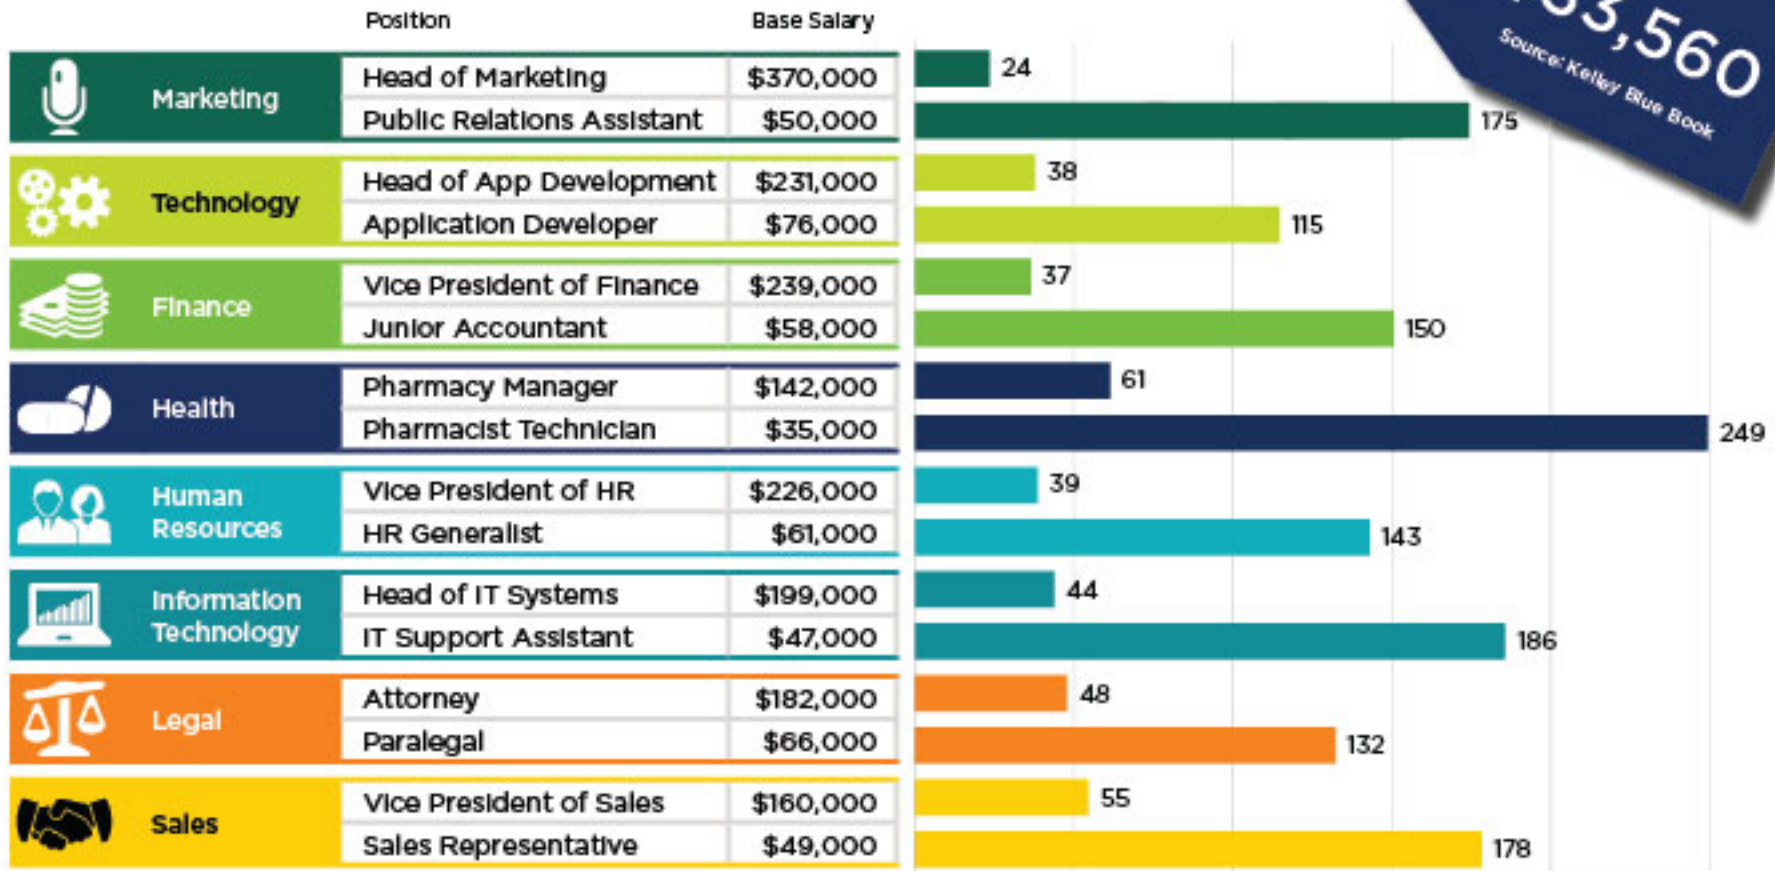 Position Base Salary
Marketing
Head of Marketing $370,000 24
Public Relations Assistant $50,000 175
Technology
Head of App Development $231,000 38
Application Developer $76,000 115
Finance
Vice President of Finance $239,000 37
Junior Accountant $58,000 150
Health
Pharmacy Manager $142,000 61
Pharmacist Technician $35,000 249
Human
Resources
Vice President of HR $226,000 39
HR Generalist $61,000 143
Information
Technology
Head of IT Systems $199,000 44
IT Support Assistant $47,000 186
Legal
Attorney $182,000 48
Paralegal $66,000 132
Sales
Vice President of Sales $160,000 55
Sales Representative $49,000 178
3,560
Source: Kelley Blue Book